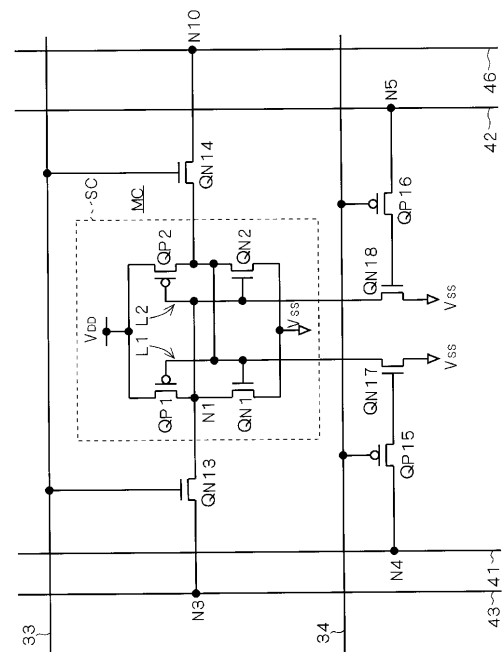 33
N10
QN14
SC
MC
VDD
QP2
QP1
L1
L2
N1
QN1
QN2
VSS
QN13
N3
34
QP16
N5
QN18
VSS
QN17
VSS
QP15
N4
43
41
42
46